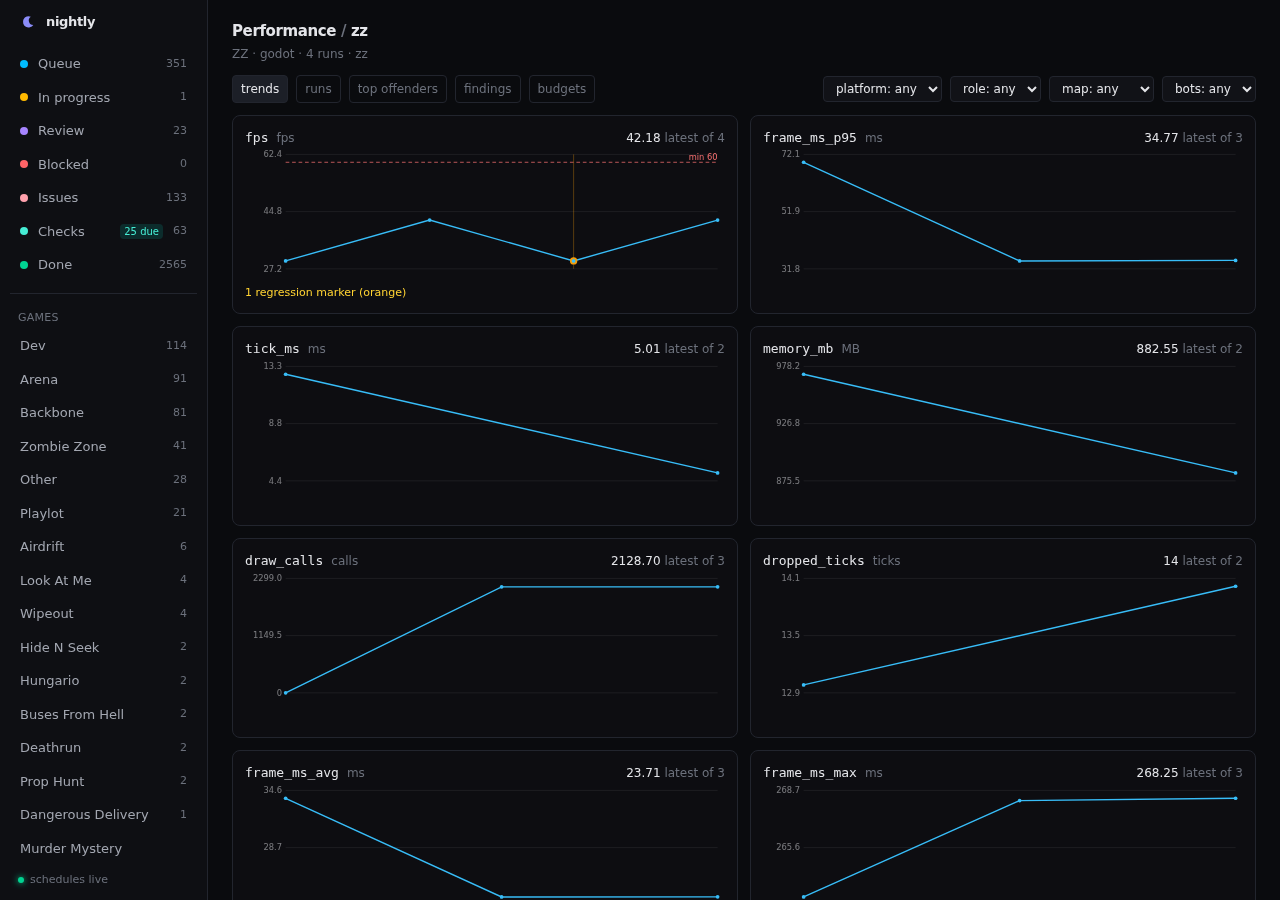 nightly
Queue 351
In progress 1
Review 23
Blocked 0
Issues 133
Checks 25 due 63
Done 2565
GAMES
Dev 114
Arena 91
Backbone 81
Zombie Zone 41
Other 28
Playlot 21
Airdrift 6
Look At Me 4
Wipeout 4
Hide N Seek 2
Hungario 2
Buses From Hell 2
Deathrun 2
Prop Hunt 2
Dangerous Delivery 1
Murder Mystery
schedules live
Performance / zz
ZZ · godot · 4 runs · zz
trends runs top offenders findings budgets platform: any role: any map: any bots: any
fps fps 42.18 latest of 4
62.4
min 60
44.8
27.2
1 regression marker (orange)
frame_ms_p95 ms 34.77 latest of 3
72.1
51.9
31.8
tick_ms ms 5.01 latest of 2
13.3
8.8
4.4
memory_mb MB 882.55 latest of 2
978.2
926.8
875.5
draw_calls calls 2128.70 latest of 3
2299.0
1149.5
0
dropped_ticks ticks 14 latest of 2
14.1
13.5
12.9
frame_ms_avg ms 23.71 latest of 3
34.6
28.7
frame_ms_max ms 268.25 latest of 3
268.7
265.6